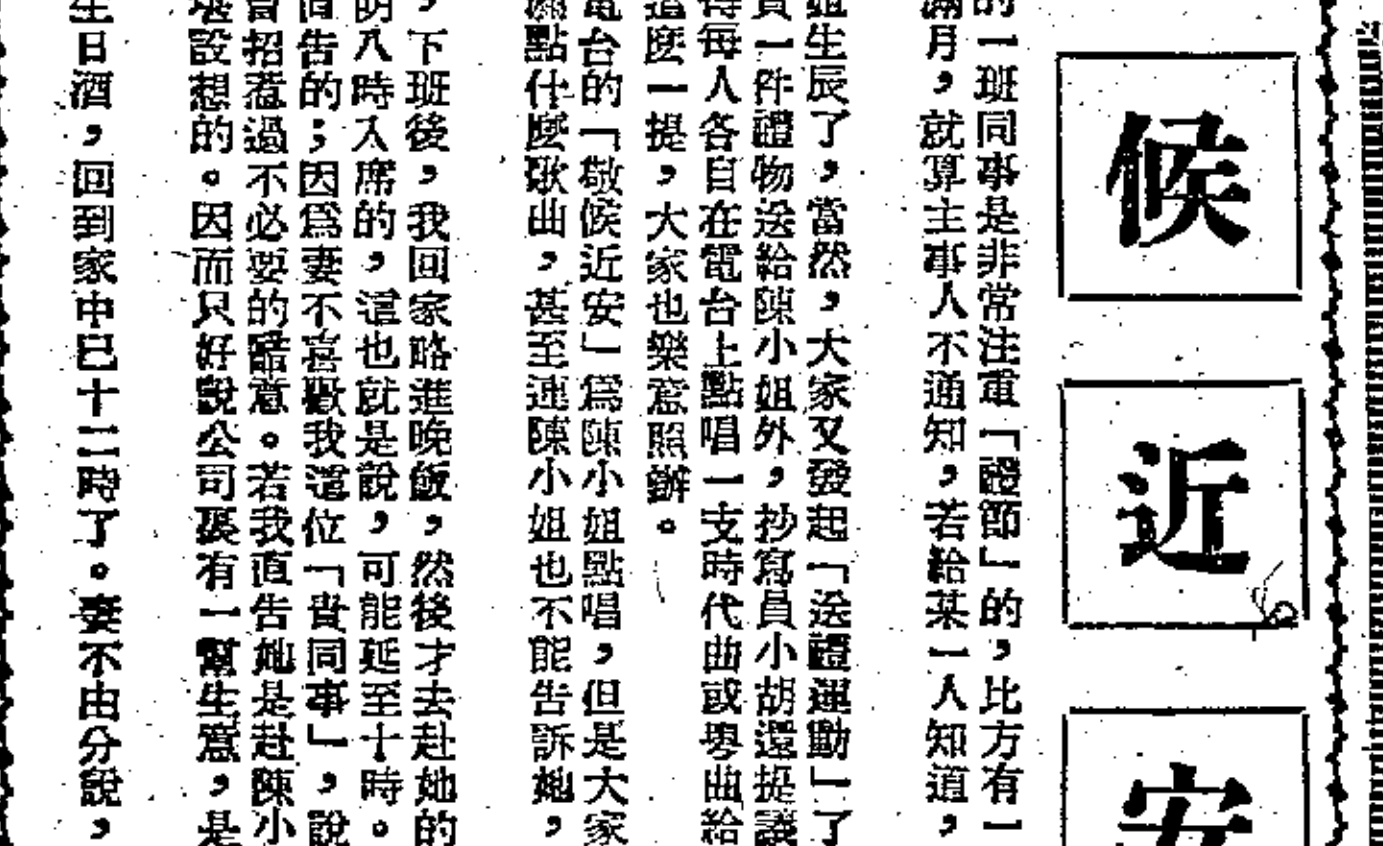 候近安
的一班同事是非常注重「禮節」的，比方有一
滿月，就算主事人不通知，若給某一人知道，
姐生辰了，當然，大家又發起「送禮運動」了
買一件禮物送給陳小姐外，抄寫員小胡還提議
得每人各自在電台上點唱一支時代曲或粤曲給
這麽一提，大家也樂意照辦。
電台的「敬候近安」爲陳小姐點唱，但是大家
點什麽歌曲，甚至連陳小姐也不能告訴她，
，下班後，我回家略進晚飯，然後才去赴她的
明八時入席的，這也就是說，可能延至十時。
直告的；因爲妻不喜歡我這位「貴同事」，說
曾招惹過不必要的醋意。若我直告她是赴陳小
堪設想的。因而只好說公司裏有一幫生意，是
生日酒，回到家中已十二時了。妻不由分說，